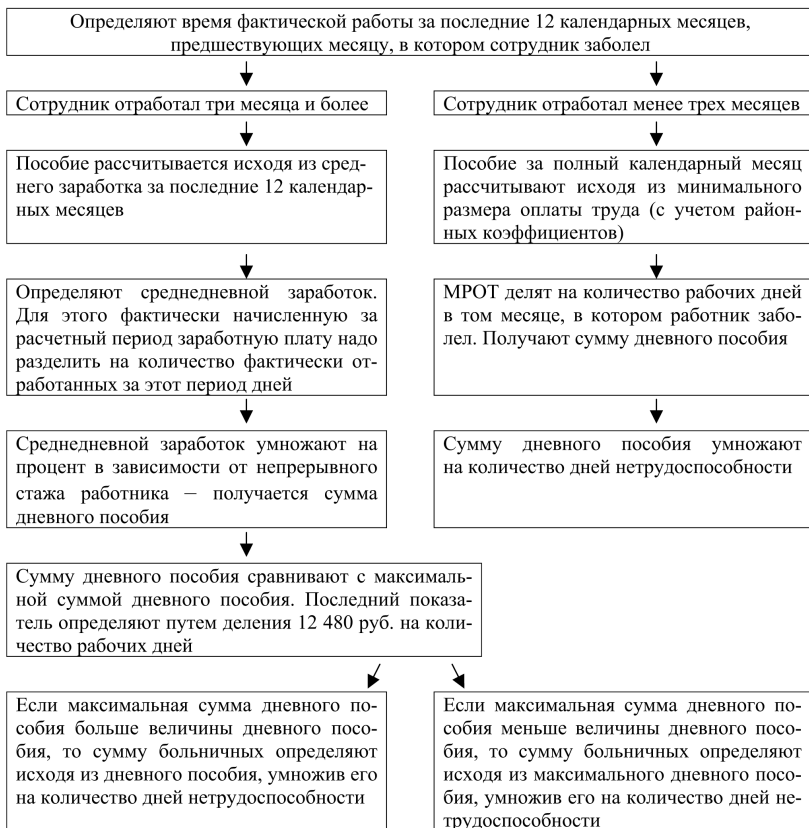 Определяют время фактической работы за последние 12 календарных месяцев,
предшествующих месяцу, в котором сотрудник заболел
Сотрудник отработал три месяца и более
Сотрудник отработал менее трех месяцев
Пособие рассчитывается исходя из сред-
него заработка за последние 12 календар-
ных месяцев
Пособие за полный календарный месяц
рассчитывают исходя из минимального
размера оплаты труда (с учетом район-
ных коэффициентов)
Определяют среднедневной заработок.
Для этого фактически начисленную за
расчетный период заработную плату надо
разделить на количество фактически от-
работанных за этот период дней
МРОТ делят на количество рабочих дней
в том месяце, в котором работник забо-
лел. Получают сумму дневного пособия
Среднедневной заработок умножают на
процент в зависимости от непрерывного
стажа работника – получается сумма
дневного пособия
Сумму дневного пособия умножают
на количество дней нетрудоспособности
Сумму дневного пособия сравнивают с максималь-
ной суммой дневного пособия. Последний показа-
тель определяют путем деления 12 480 руб. на коли-
чество рабочих дней
Если максимальная сумма дневного по-
собия больше величины дневного посо-
бия, то сумму больничных определяют
исходя из дневного пособия, умножив его
на количество дней нетрудоспособности
Если максимальная сумма дневного по-
собия меньше величины дневного посо-
бия, то сумму больничных определяют
исходя из максимального дневного посо-
бия, умножив его на количество дней не-
трудоспособности